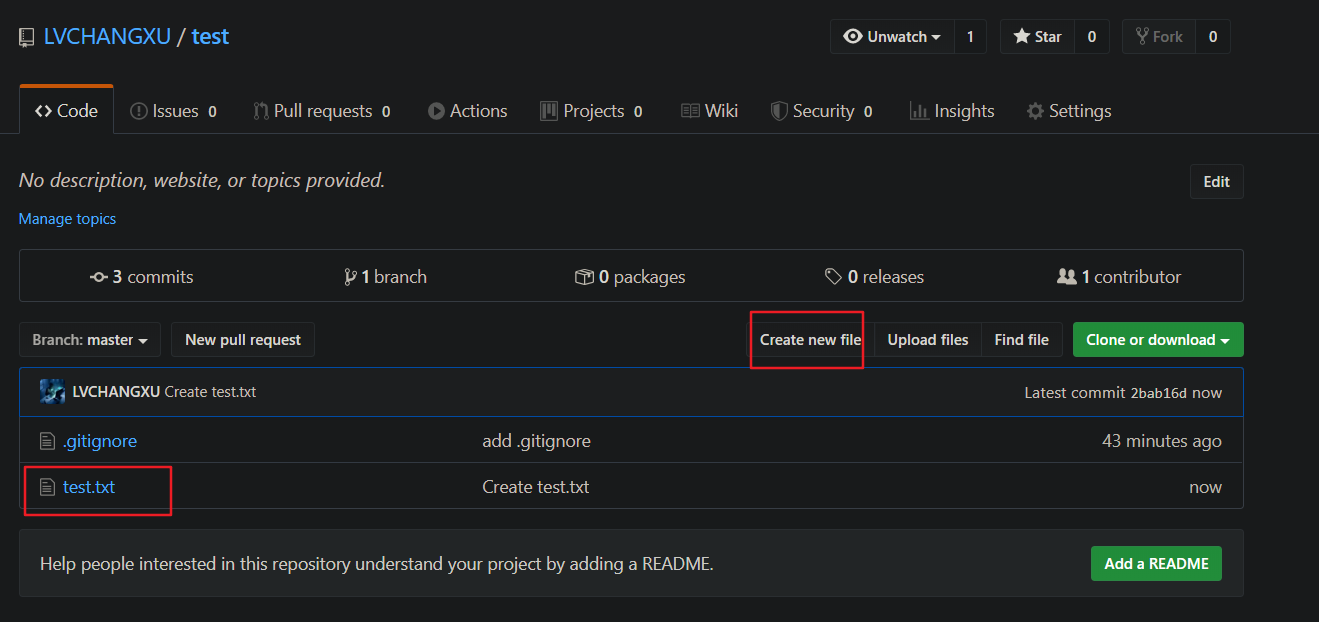 LVCHANGXU / test
Unwatch 1 Star 0 Fork 0
Code Issues 0 Pull requests 0 Actions Projects 0 Wiki Security 0 Insights Settings
No description, website, or topics provided. Edit
Manage topics
3 commits 1 branch 0 packages 0 releases 1 contributor
Branch: master New pull request Create new file Upload files Find file Clone or download
LVCHANGXU Create test.txt Latest commit 2bab16d now
.gitignore add .gitignore 43 minutes ago
test.txt Create test.txt now
Help people interested in this repository understand your project by adding a README. Add a README